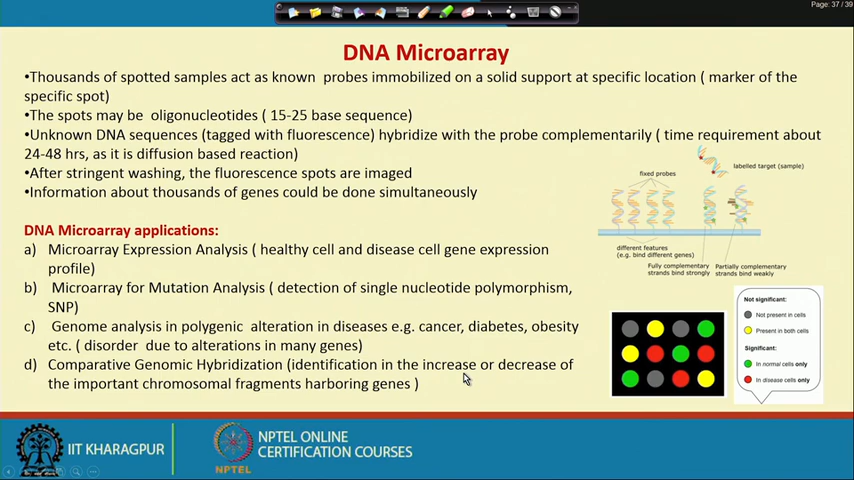 Page: 37 / 39
DNA Microarray
•Thousands of spotted samples act as known probes immobilized on a solid support at specific location ( marker of the
specific spot)
•The spots may be oligonucleotides ( 15-25 base sequence)
•Unknown DNA sequences (tagged with fluorescence) hybridize with the probe complementarily ( time requirement about
24-48 hrs, as it is diffusion based reaction)
•After stringent washing, the fluorescence spots are imaged
•Information about thousands of genes could be done simultaneously
labelled target (sample)
fixed probes
different features
(e.g. bind different genes)
Fully complementary
strands bind strongly
Partially complementary
strands bind weakly
DNA Microarray applications:
a) Microarray Expression Analysis ( healthy cell and disease cell gene expression
profile)
b) Microarray for Mutation Analysis ( detection of single nucleotide polymorphism,
SNP)
c) Genome analysis in polygenic alteration in diseases e.g. cancer, diabetes, obesity
etc. ( disorder due to alterations in many genes)
d) Comparative Genomic Hybridization (identification in the increase or decrease of
the important chromosomal fragments harboring genes )
Not significant:
Not present in cells
Present in both cells
Significant:
In normal cells only
In disease cells only
IIT KHARAGPUR
NPTEL
NPTEL ONLINE
CERTIFICATION COURSES